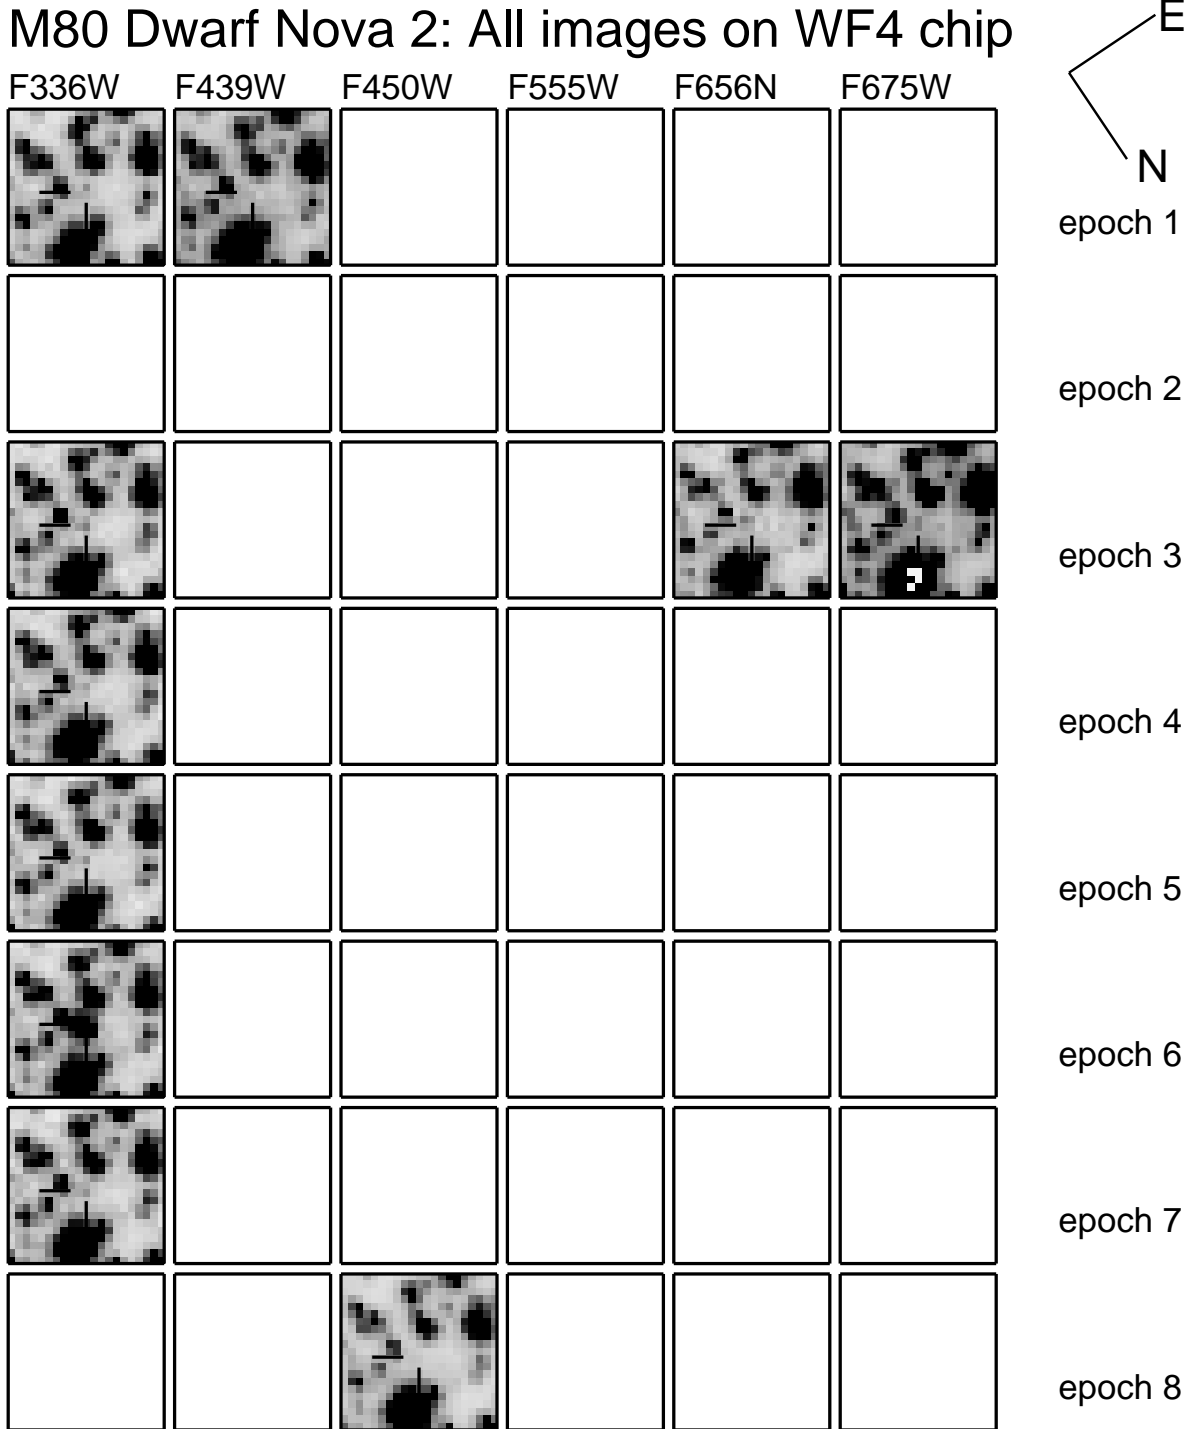 M80 Dwarf Nova 2: All images on WF4 chip
E
N
F336W F439W F450W F555W F656N F675W
epoch 1
epoch 2
epoch 3
epoch 4
epoch 5
epoch 6
epoch 7
epoch 8